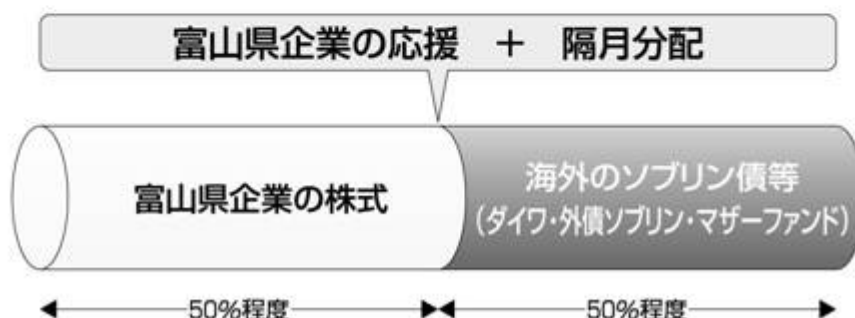 富山県企業の応援 + 隔月分配
富山県企業の株式
海外のソブリン債等
(ダイワ・外債ソブリン・マザーファンド)
50%程度
50%程度